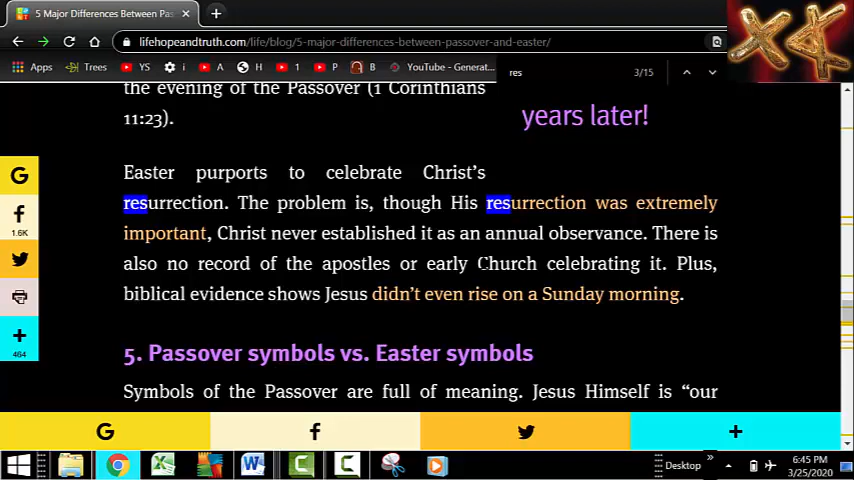 5 Major Differences Between Pas
lifehopeandtruth.com/life/blog/5-major-differences-between-passover-and-easter/
Apps
Trees
YS
i
A
H
1
P
B
YouTube - Generat...
res
3/15
X4
the evening of the Passover (1 Corinthians
11:23).
years later!
Easter purports to celebrate Christ's
resurrection. The problem is, though His resurrection was extremely
important, Christ never established it as an annual observance. There is
also no record of the apostles or early Church celebrating it. Plus,
biblical evidence shows Jesus didn't even rise on a Sunday morning.
5. Passover symbols vs. Easter symbols
Symbols of the Passover are full of meaning. Jesus Himself is "our
G
1.6K
464
G
Desktop
6:45 PM
3/25/2020